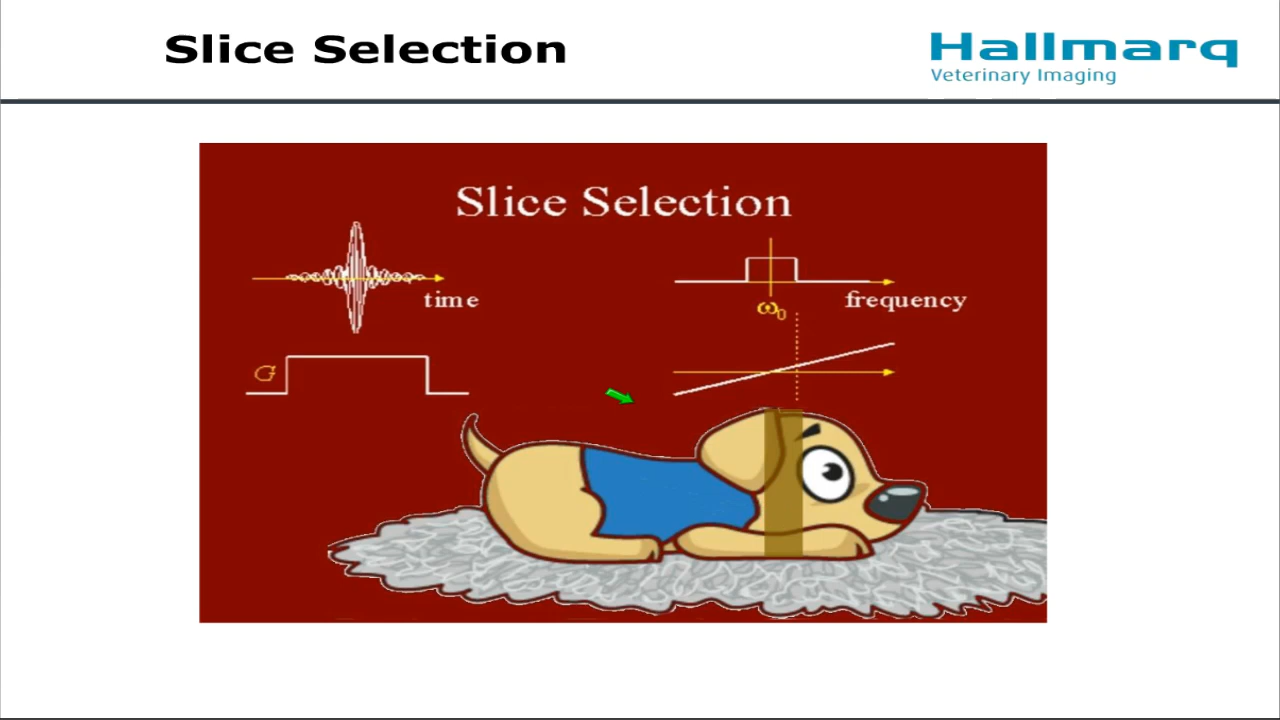 Slice Selection
Hallmarq
Veterinary Imaging
Slice Selection
time
ω₀
frequency
G